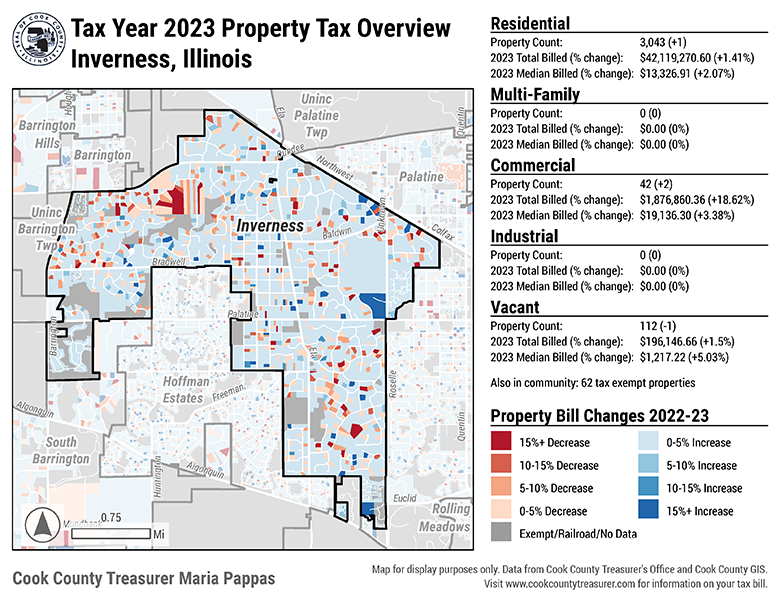 SEAL OF COOK COUNTY
ILLINOIS
Tax Year 2023 Property Tax Overview
Inverness, Illinois
Uninc
Palatine
Twp
Barrington
Hills
Barrington
Ela
Quentin
Dundee
Northwest
Palatine
Uninc
Barrington
Twp
Inverness
Baldwin
Unknown
Colfax
Bradwell
Palatine
Barrington
Ela
Hoffman
Estates
Freeman
Roselle
Algonquin
South
Barrington
Quentin
Huntington
Algonquin
Euclid
Rolling
Meadows
0.75
Mi
Residential
Property Count: 3,043 (+1)
2023 Total Billed (% change): $42,119,270.60 (+1.41%)
2023 Median Billed (% change): $13,326.91 (+2.07%)
Multi-Family
Property Count: 0 (0)
2023 Total Billed (% change): $0.00 (0%)
2023 Median Billed (% change): $0.00 (0%)
Commercial
Property Count: 42 (+2)
2023 Total Billed (% change): $1,876,860.36 (+18.62%)
2023 Median Billed (% change): $19,136.30 (+3.38%)
Industrial
Property Count: 0 (0)
2023 Total Billed (% change): $0.00 (0%)
2023 Median Billed (% change): $0.00 (0%)
Vacant
Property Count: 112 (-1)
2023 Total Billed (% change): $196,146.66 (+1.5%)
2023 Median Billed (% change): $1,217.22 (+5.03%)
Also in community: 62 tax exempt properties
Property Bill Changes 2022-23
15%+ Decrease
10-15% Decrease
5-10% Decrease
0-5% Decrease
Exempt/Railroad/No Data
0-5% Increase
5-10% Increase
10-15% Increase
15%+ Increase
Cook County Treasurer Maria Pappas
Map for display purposes only. Data from Cook County Treasurer's Office and Cook County GIS.
Visit www.cookcountytreasurer.com for information on your tax bill.